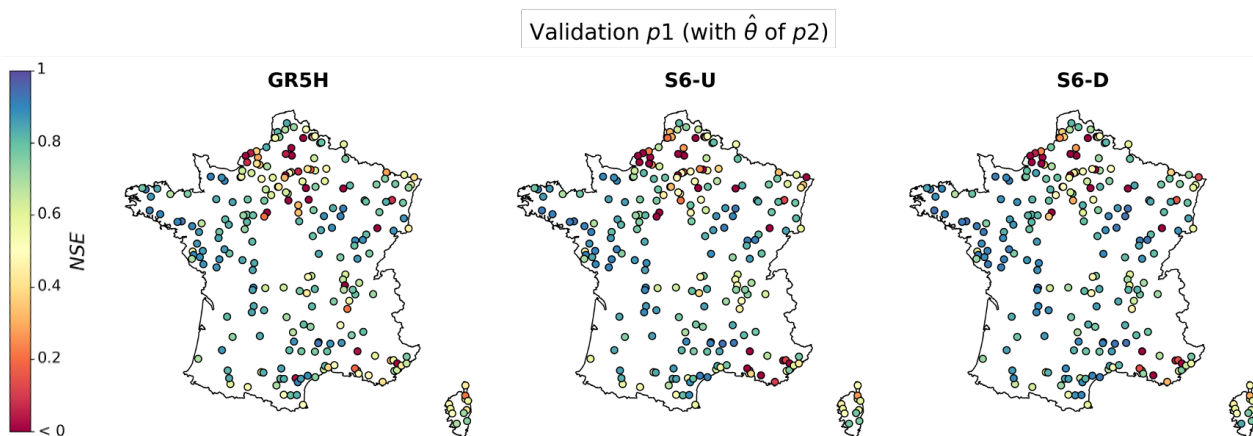 Validation p1 (with θ̂ of p2)
GR5H
S6-U
S6-D
1
0.8
0.6
0.4
0.2
< 0
NSE